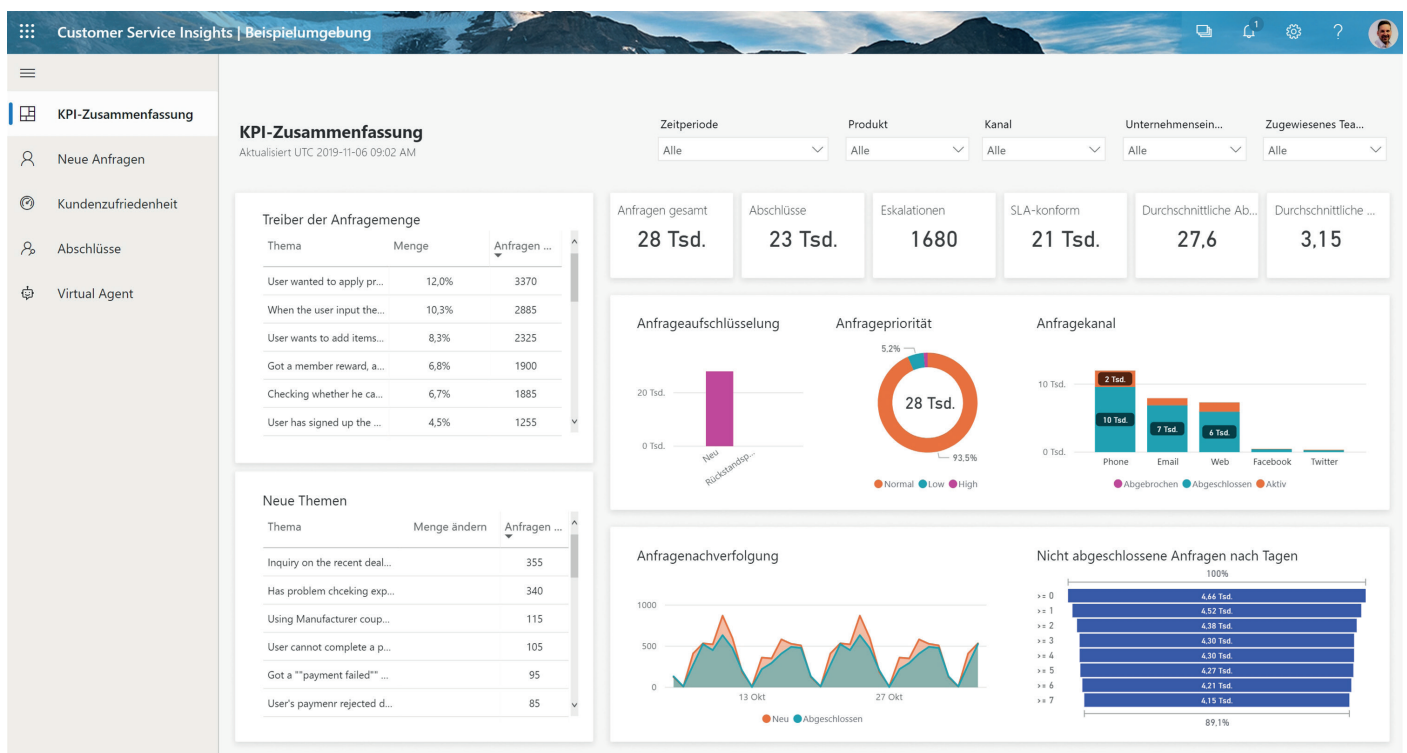 Customer Service Insights | Beispielumgebung
1
?
KPI-Zusammenfassung
Neue Anfragen
Kundenzufriedenheit
Abschlüsse
Virtual Agent
KPI-Zusammenfassung
Aktualisiert UTC 2019-11-06 09:02 AM
Zeitperiode Produkt Kanal Unternehmensein... Zugewiesenes Tea...
Alle Alle Alle Alle Alle
Treiber der Anfragemenge
Thema Menge Anfragen ...
User wanted to apply pr... 12,0% 3370
When the user input the... 10,3% 2885
User wants to add items... 8,3% 2325
Got a member reward, a... 6,8% 1900
Checking whether he ca... 6,7% 1885
User has signed up the ... 4,5% 1255
Neue Themen
Thema Menge ändern Anfragen ...
Inquiry on the recent deal... 355
Has problem chceking exp... 340
Using Manufacturer coup... 115
User cannot complete a p... 105
Got a ""payment failed"" ... 95
User's paymenr rejected d... 85
Anfragen gesamt Abschlüsse Eskalationen SLA-konform Durchschnittliche Ab... Durchschnittliche ...
28 Tsd. 23 Tsd. 1680 21 Tsd. 27,6 3,15
Anfrageaufschlüsselung
20 Tsd.
0 Tsd.
Neu
Rückstandsp...
Anfragepriorität
5,2%
28 Tsd.
93,5%
Normal Low High
Anfragekanal
10 Tsd.
0 Tsd.
2 Tsd.
10 Tsd.
7 Tsd.
6 Tsd.
Phone Email Web Facebook Twitter
Abgebrochen Abgeschlossen Aktiv
Anfragenachverfolgung
1000
500
0
13 Okt 27 Okt
Neu Abgeschlossen
Nicht abgeschlossene Anfragen nach Tagen
100%
>= 0 4,66 Tsd.
>= 1 4,52 Tsd.
>= 2 4,38 Tsd.
>= 3 4,30 Tsd.
>= 4 4,30 Tsd.
>= 5 4,27 Tsd.
>= 6 4,21 Tsd.
>= 7 4,15 Tsd.
89.1%